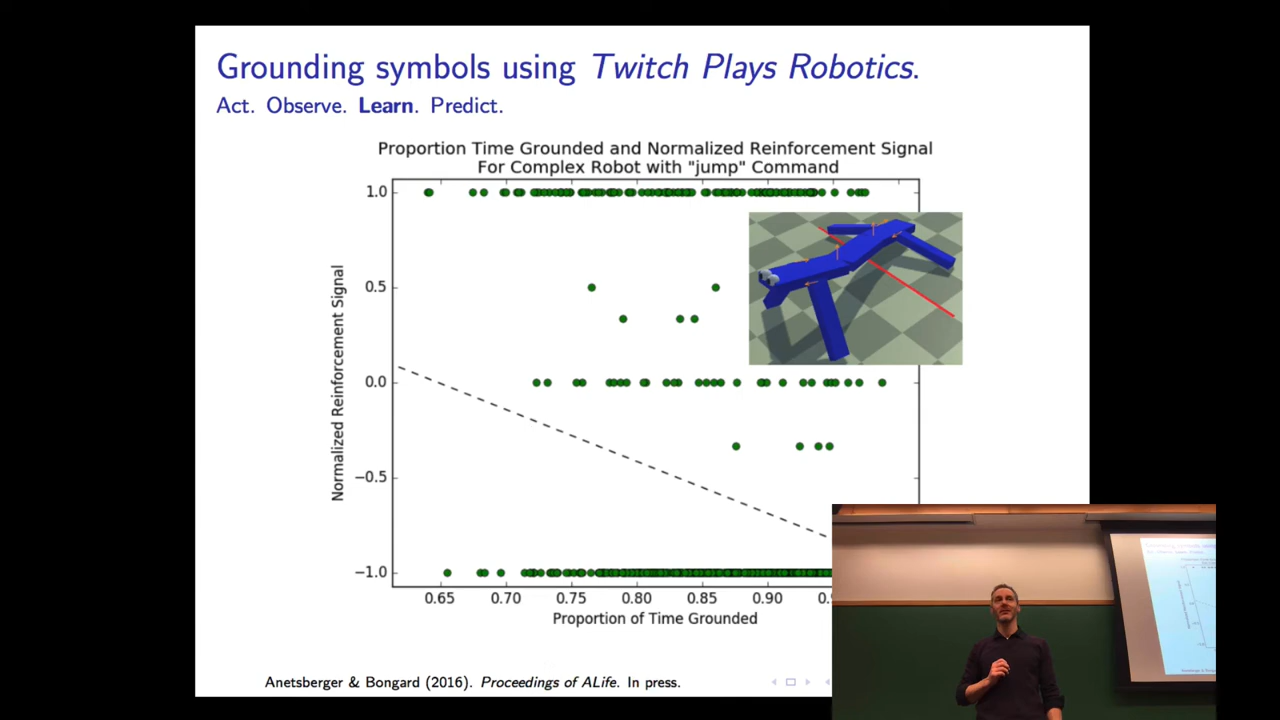 Grounding symbols using Twitch Plays Robotics.
Act. Observe. Learn. Predict.
Proportion Time Grounded and Normalized Reinforcement Signal
For Complex Robot with "jump" Command
1.0
0.5
0.0
−0.5
−1.0
Normalized Reinforcement Signal
0.65 0.70 0.75 0.80 0.85 0.90
Proportion of Time Grounded
Anetsberger & Bongard (2016). Proceedings of ALife. In press.